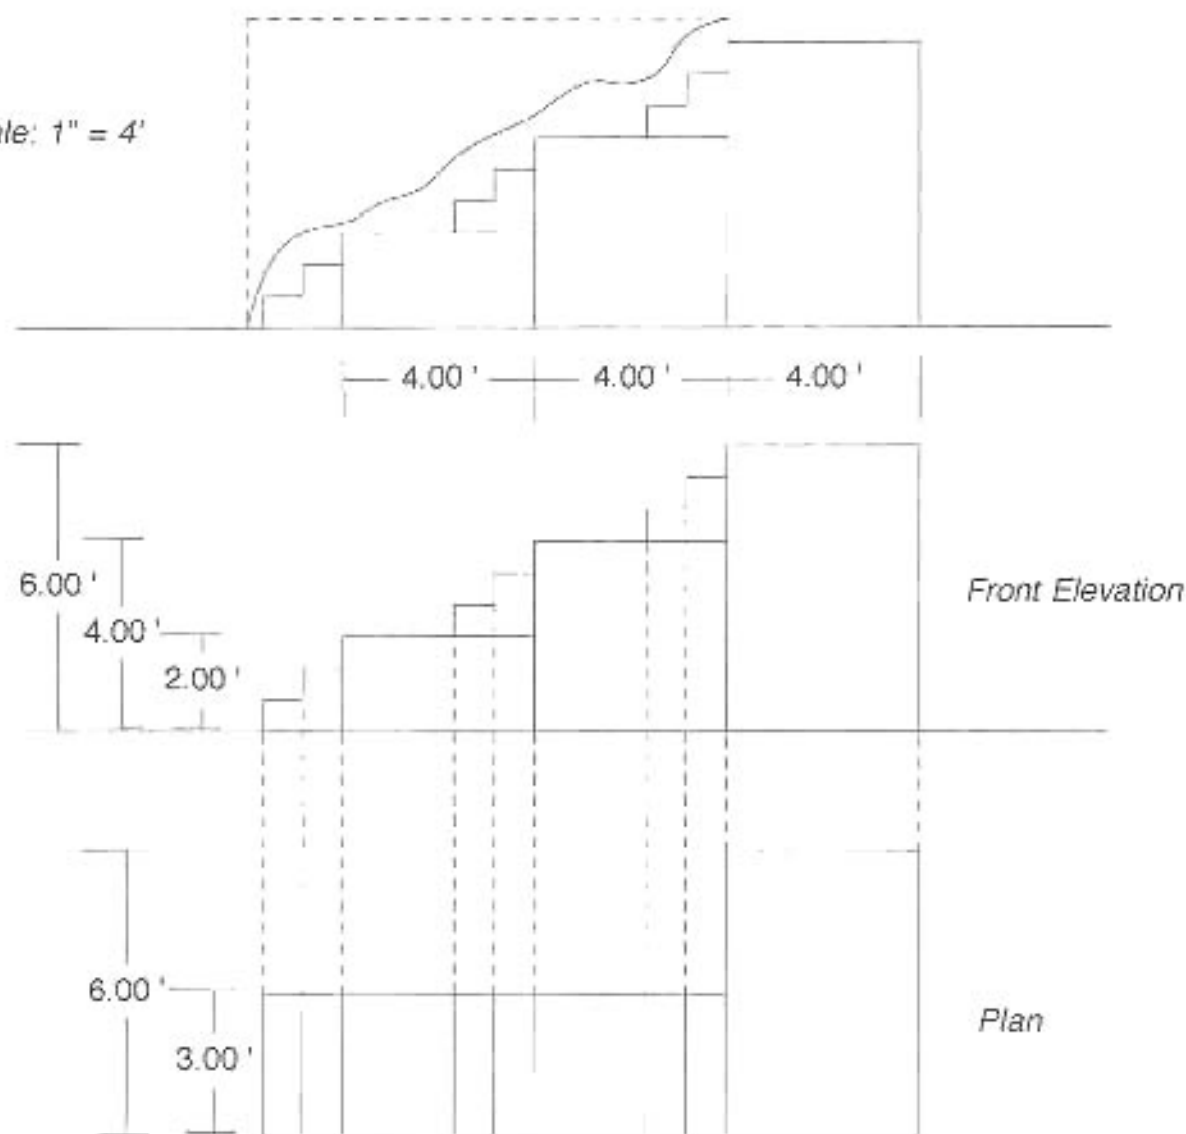 1" = 4'
4.00 ' 4.00 ' 4.00 '
6.00 '
Front Elevation
4.00 '
2.00 '
6.00 '
Plan
3.00 '